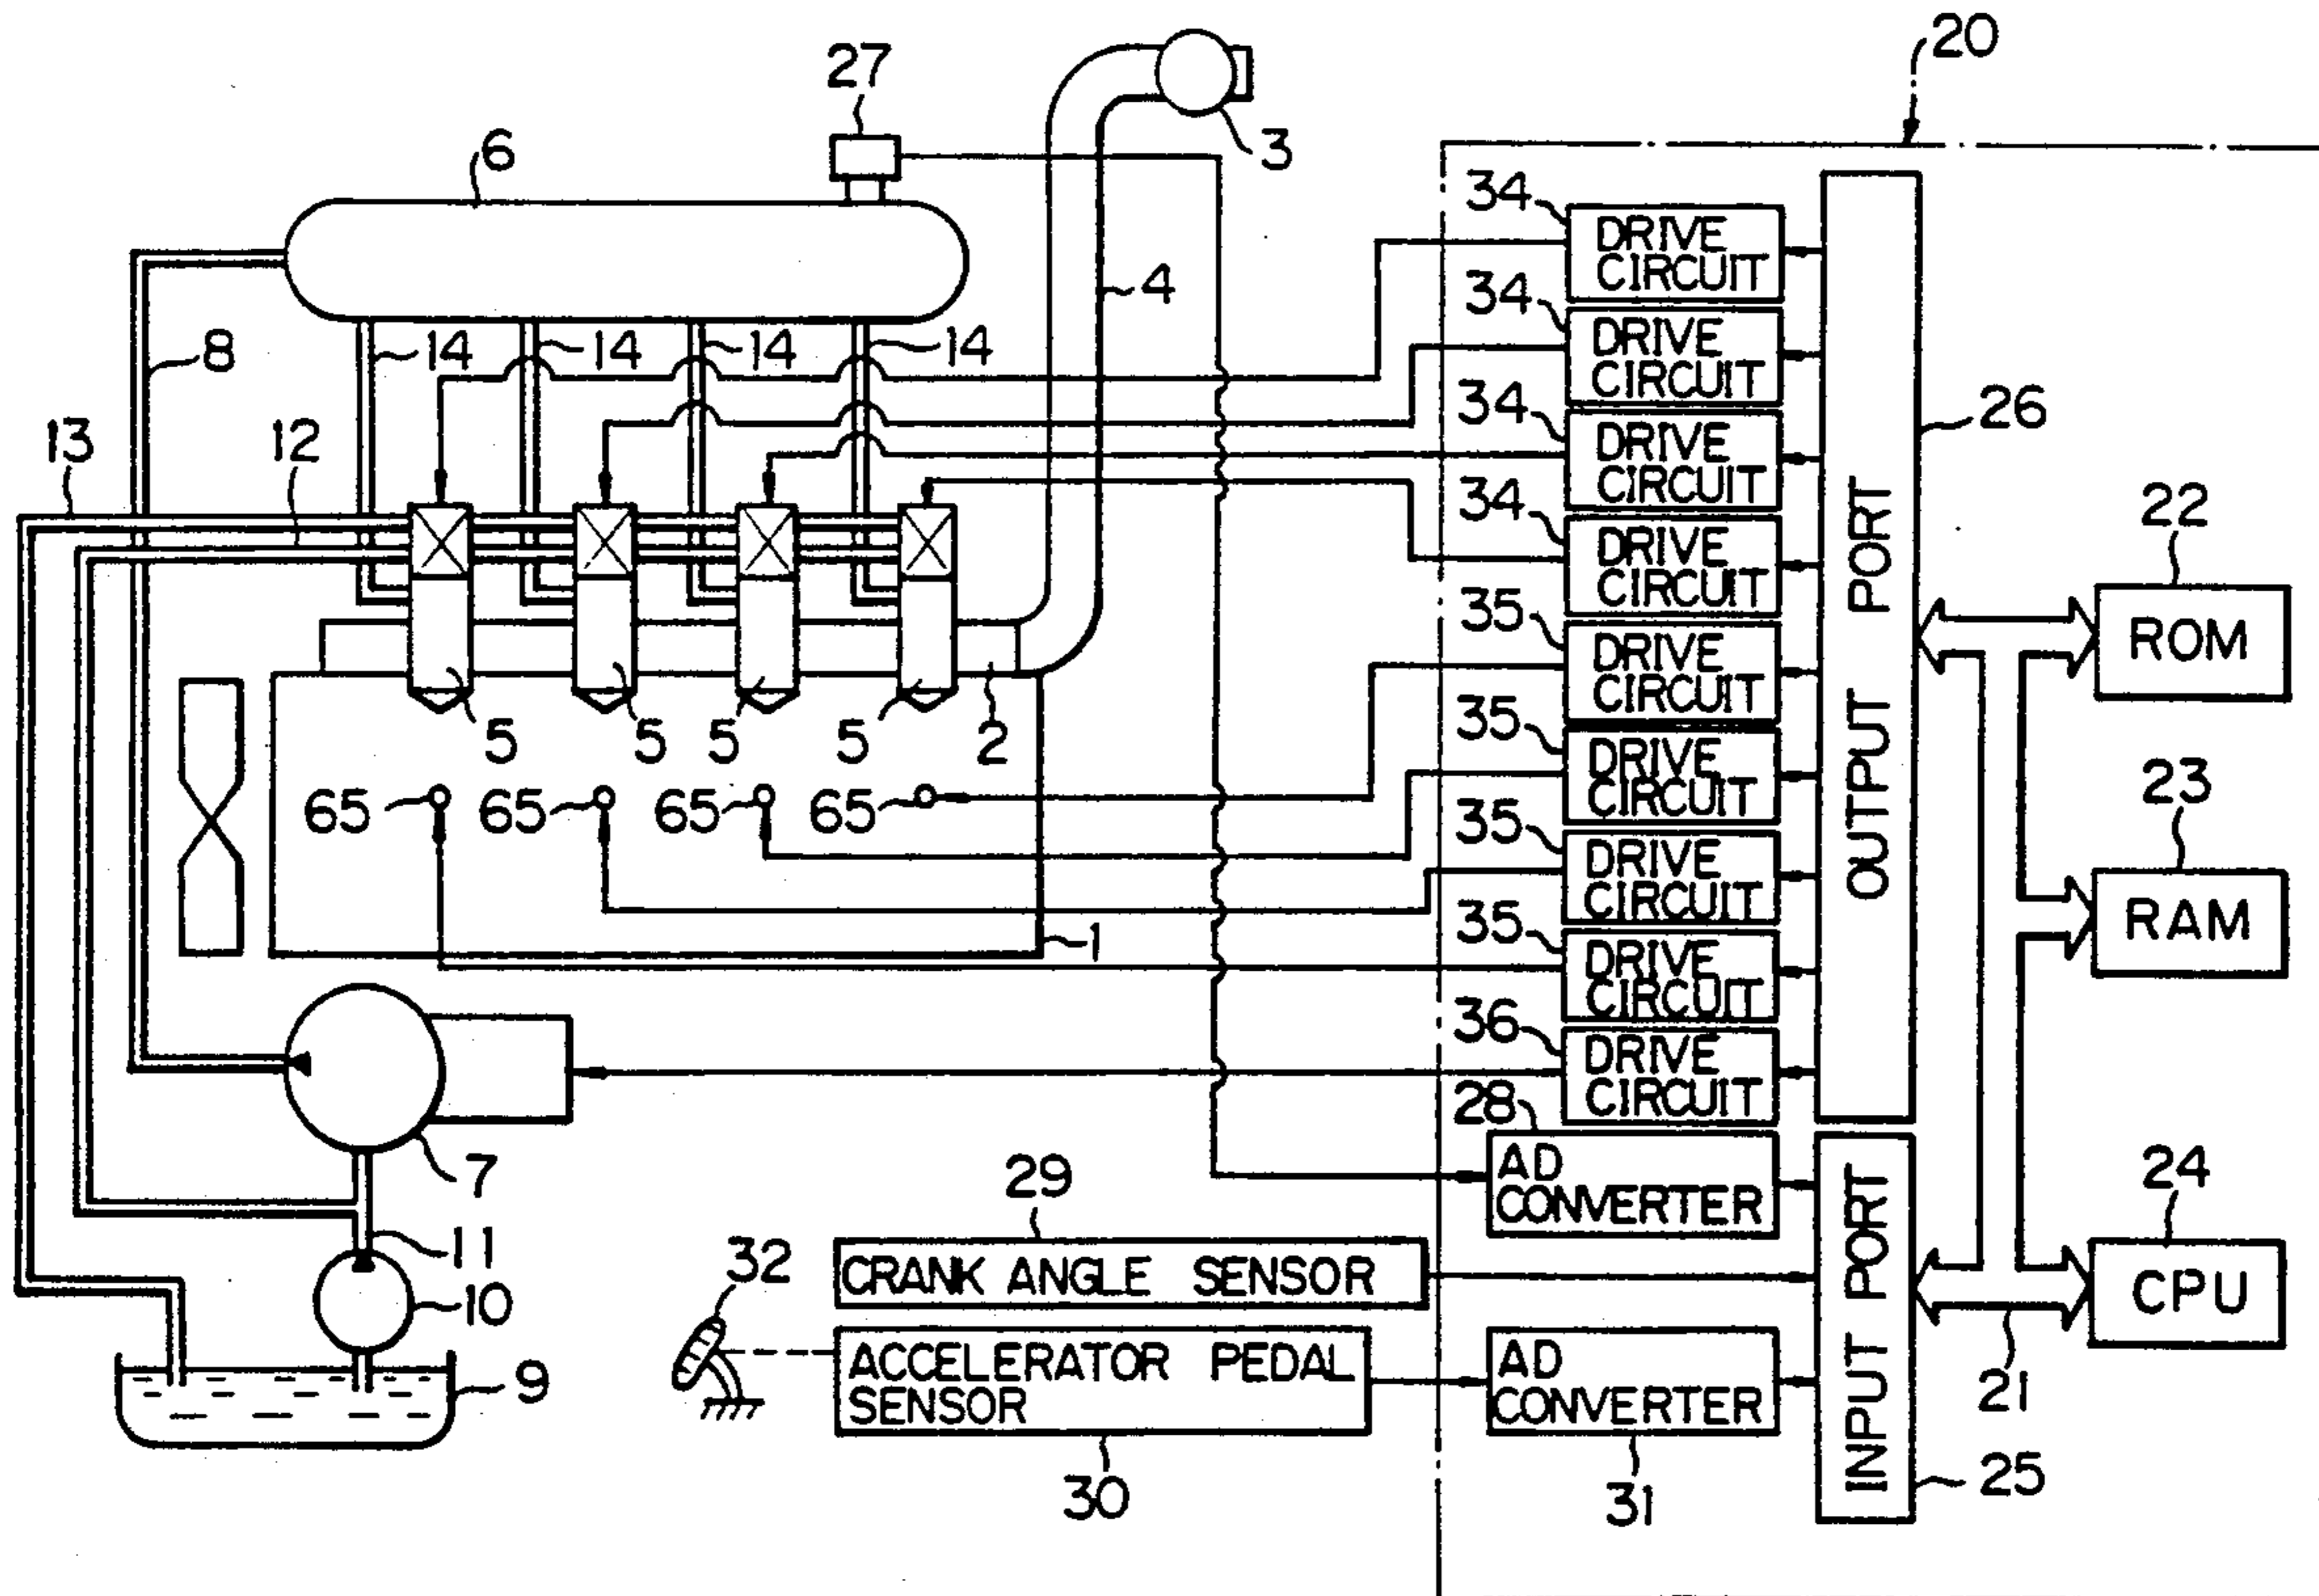 20
27
3
6
34
DRIVE
CIRCUIT
4
34
DRIVE
CIRCUIT
8
14
14
14
14
26
34
DRIVE
CIRCUIT
13
12
34
DRIVE
CIRCUIT
OUTPUT PORT
22
ROM
35
DRIVE
CIRCUIT
5
5
5
5
2
35
DRIVE
CIRCUIT
65
65
65
65
23
RAM
35
DRIVE
CIRCUIT
1
35
DRIVE
CIRCUIT
36
DRIVE
CIRCUIT
7
28
AD
CONVERTER
24
CPU
29
CRANK ANGLE SENSOR
INPUT PORT
11
10
32
ACCELERATOR PEDAL
SENSOR
AD
CONVERTER
21
9
30
31
25